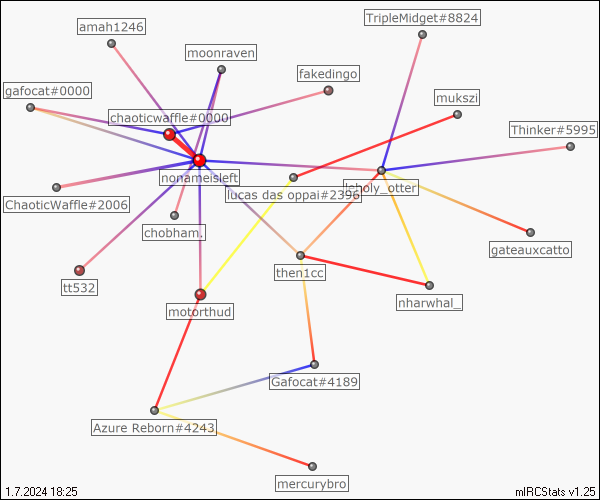 TripleMidget#8824
amah1246
moonraven
fakedingo
gafocat#0000
mukszi
chaoticwaffle#0000
Thinker#5995
nonameisleft
lsholy_otter
lucas das oppai#2396
ChaoticWaffle#2006
chobham.
gateauxcatto
then1cc
tt532
nharwhal_
motorthud
Gafocat#4189
Azure Reborn#4243
mercurybro
1.7.2024 18:25
mIRCStats v1.25